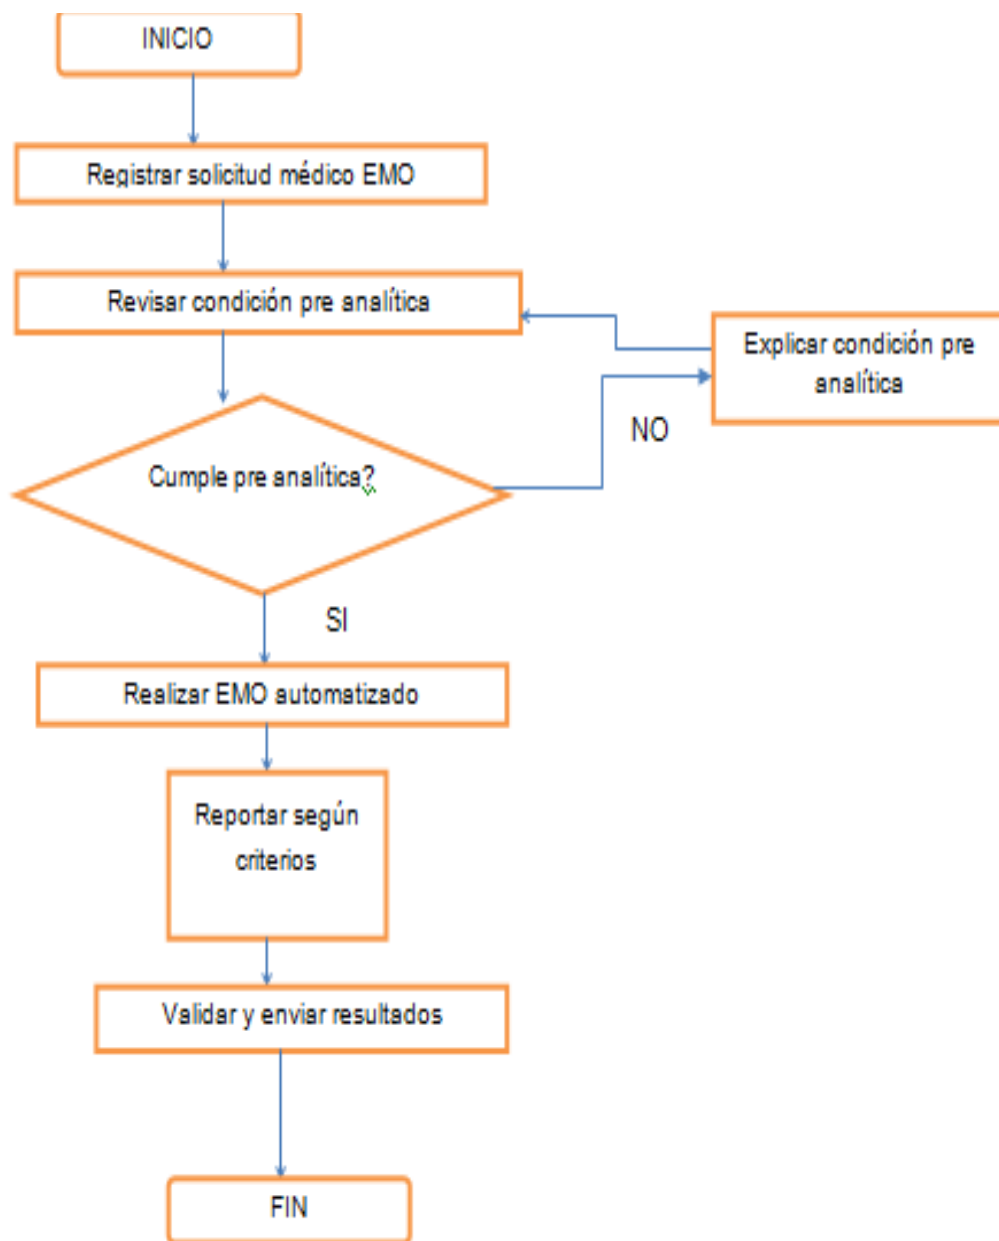 INICIO
Registrar solicitud médico EMO
Revisar condición pre analítica
Explicar condición pre
analítica
NO
Cumple pre analítica?
SI
Realizar EMO automatizado
Reportar según
criterios
Validar y enviar resultados
FIN